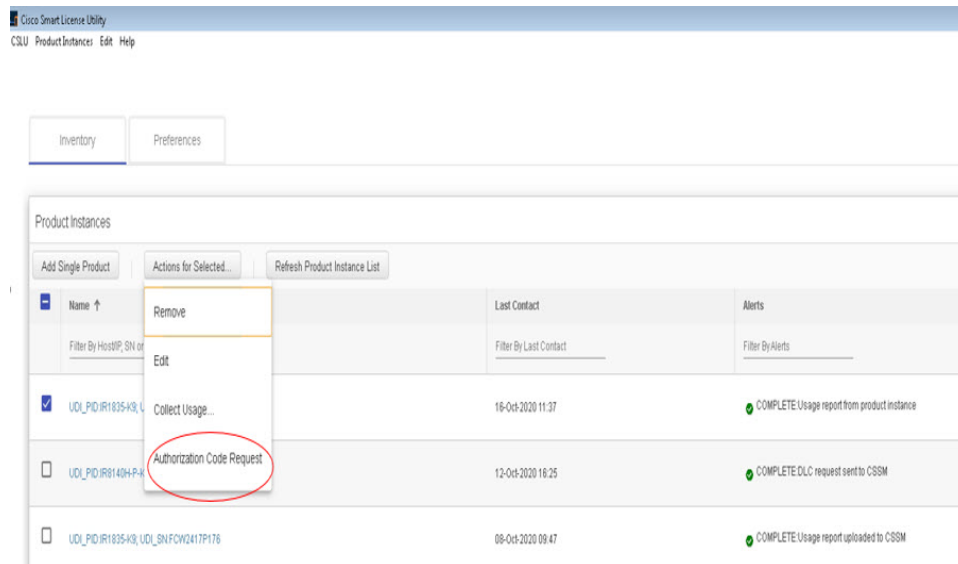 Cisco Smart License Utility
CSLU Product Instances Edit Help
Inventory Preferences
Product Instances
Add Single Product Actions for Selected... Refresh Product Instance List
Name ↑ Last Contact Alerts
Remove
Filter By Host/IP, SN or Filter By Last Contact Filter By Alerts
Edit
UDI_PID:IR1835-K9; U 16-Oct-2020 11:37 COMPLETE:Usage report from product instance
Collect Usage...
Authorization Code Request
UDI_PID:IR8140H-P-K 12-Oct-2020 16:25 COMPLETE:DLC request sent to CSSM
UDI_PID:IR1835-K9; UDI_SN:FCW2417P176 08-Oct-2020 09:47 COMPLETE:Usage report uploaded to CSSM